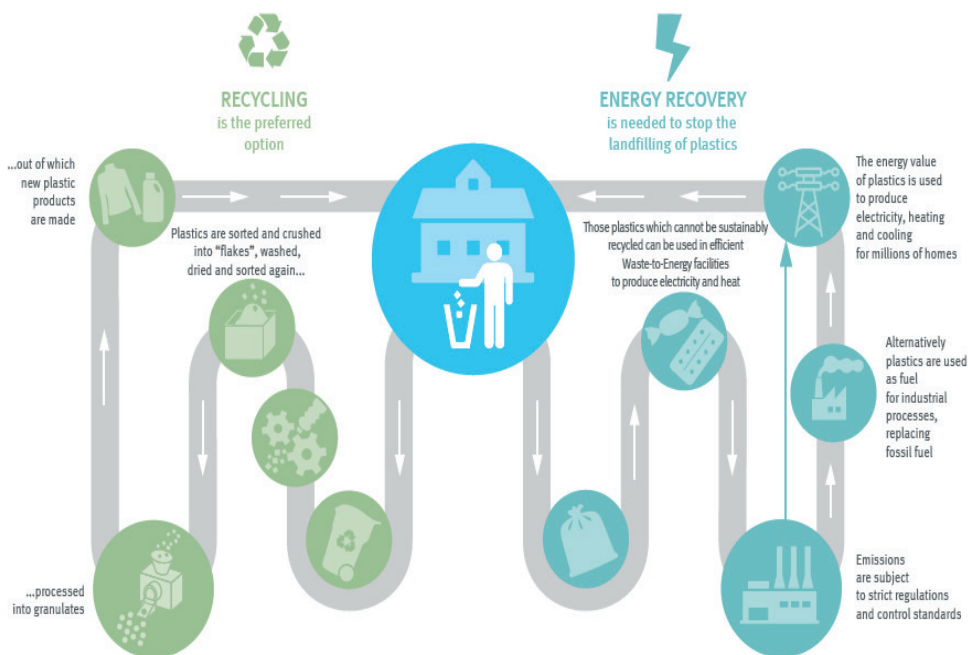 RECYCLING
is the preferred
option
ENERGY RECOVERY
is needed to stop the
landfilling of plastics
...out of which
new plastic
products
are made
Plastics are sorted and crushed
into “flakes”, washed,
dried and sorted again...
Those plastics which cannot be sustainably
recycled can be used in efficient
Waste-to-Energy facilities
to produce electricity and heat
The energy value
of plastics is used
to produce
electricity, heating
and cooling
for millions of homes
Alternatively
plastics are used
as fuel
for industrial
processes,
replacing
fossil fuel
...processed
into granulates
Emissions
are subject
to strict regulations
and control standards